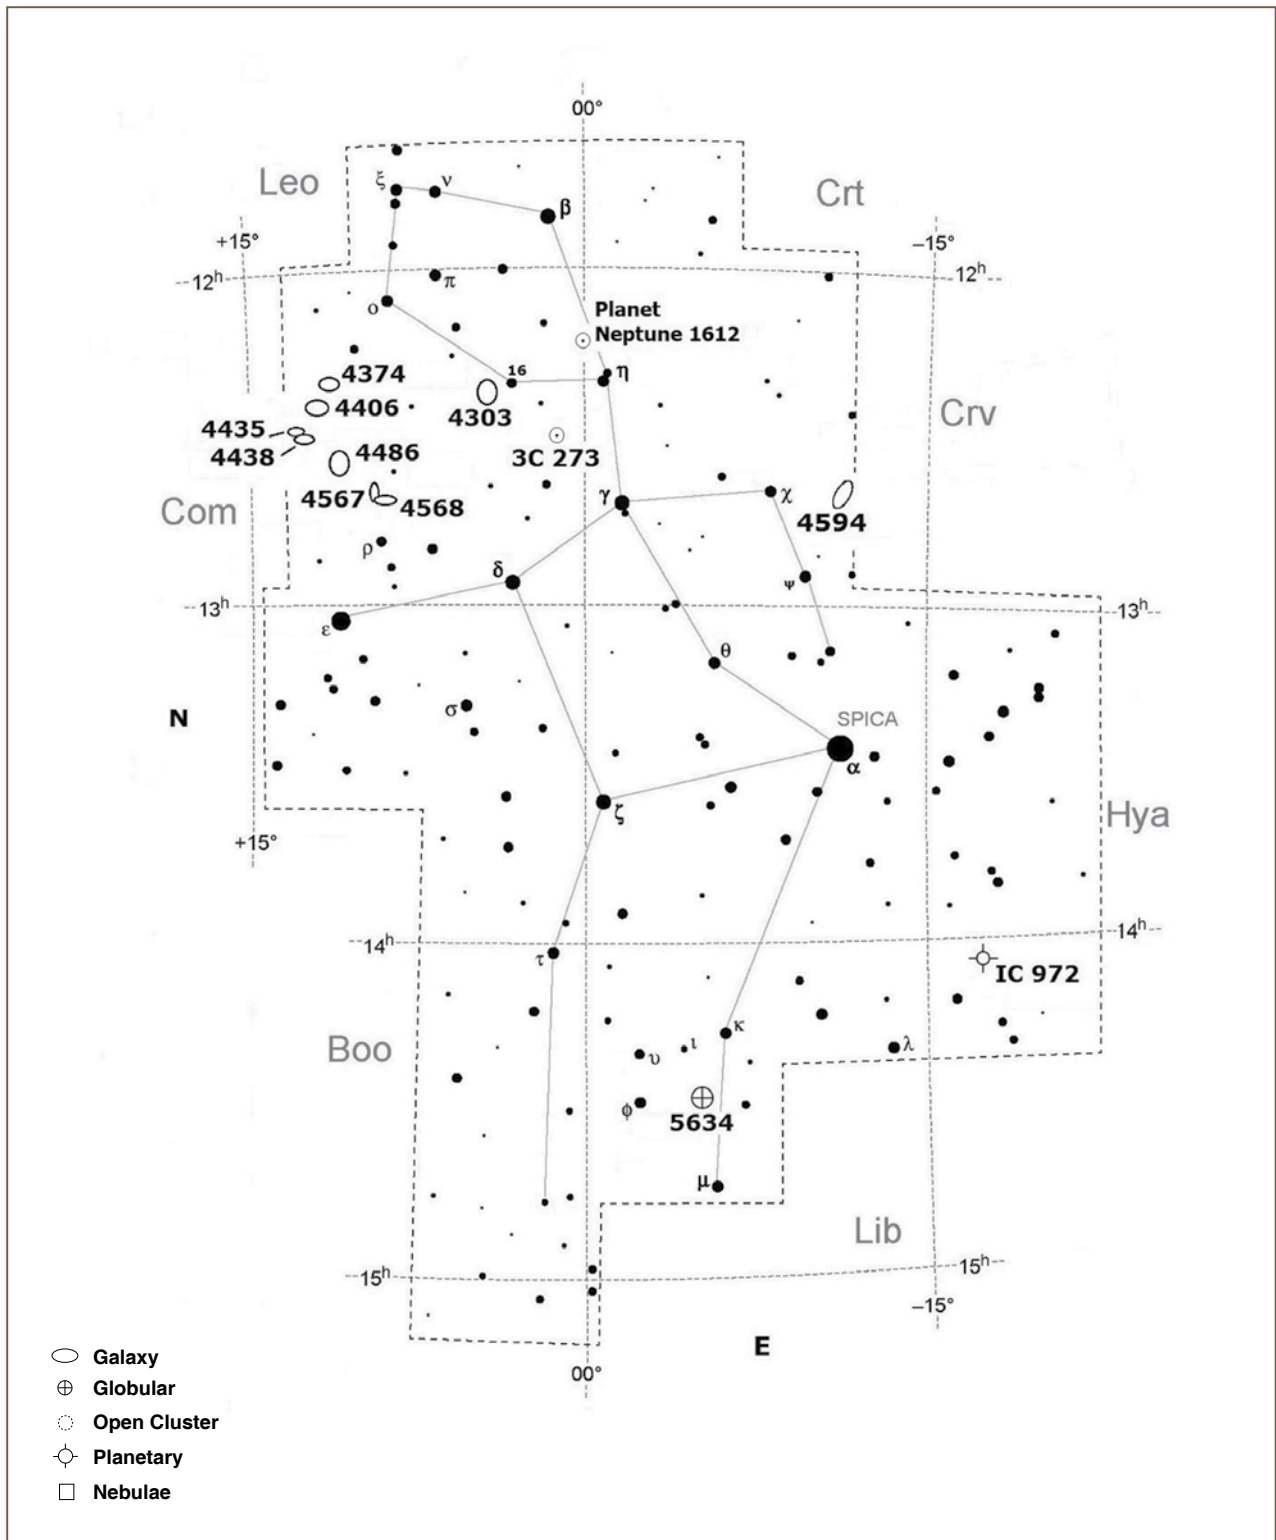 00°
Leo
ξ
ν
β
Crt
+15°
–15°
12ʰ
12ʰ
π
ο
Planet
Neptune 1612
16
η
4374
4406
4303
Crv
4435
4438
4486
3C 273
4567
4568
γ
χ
4594
Com
ρ
δ
ψ
13ʰ
13ʰ
ε
θ
N
σ
SPICA
α
ζ
Hya
+15°
14ʰ
14ʰ
τ
IC 972
Boo
υ
ι
κ
λ
ϕ
5634
μ
Lib
15ʰ
15ʰ
–15°
E
00°
Galaxy
Globular
Open Cluster
Planetary
Nebulae